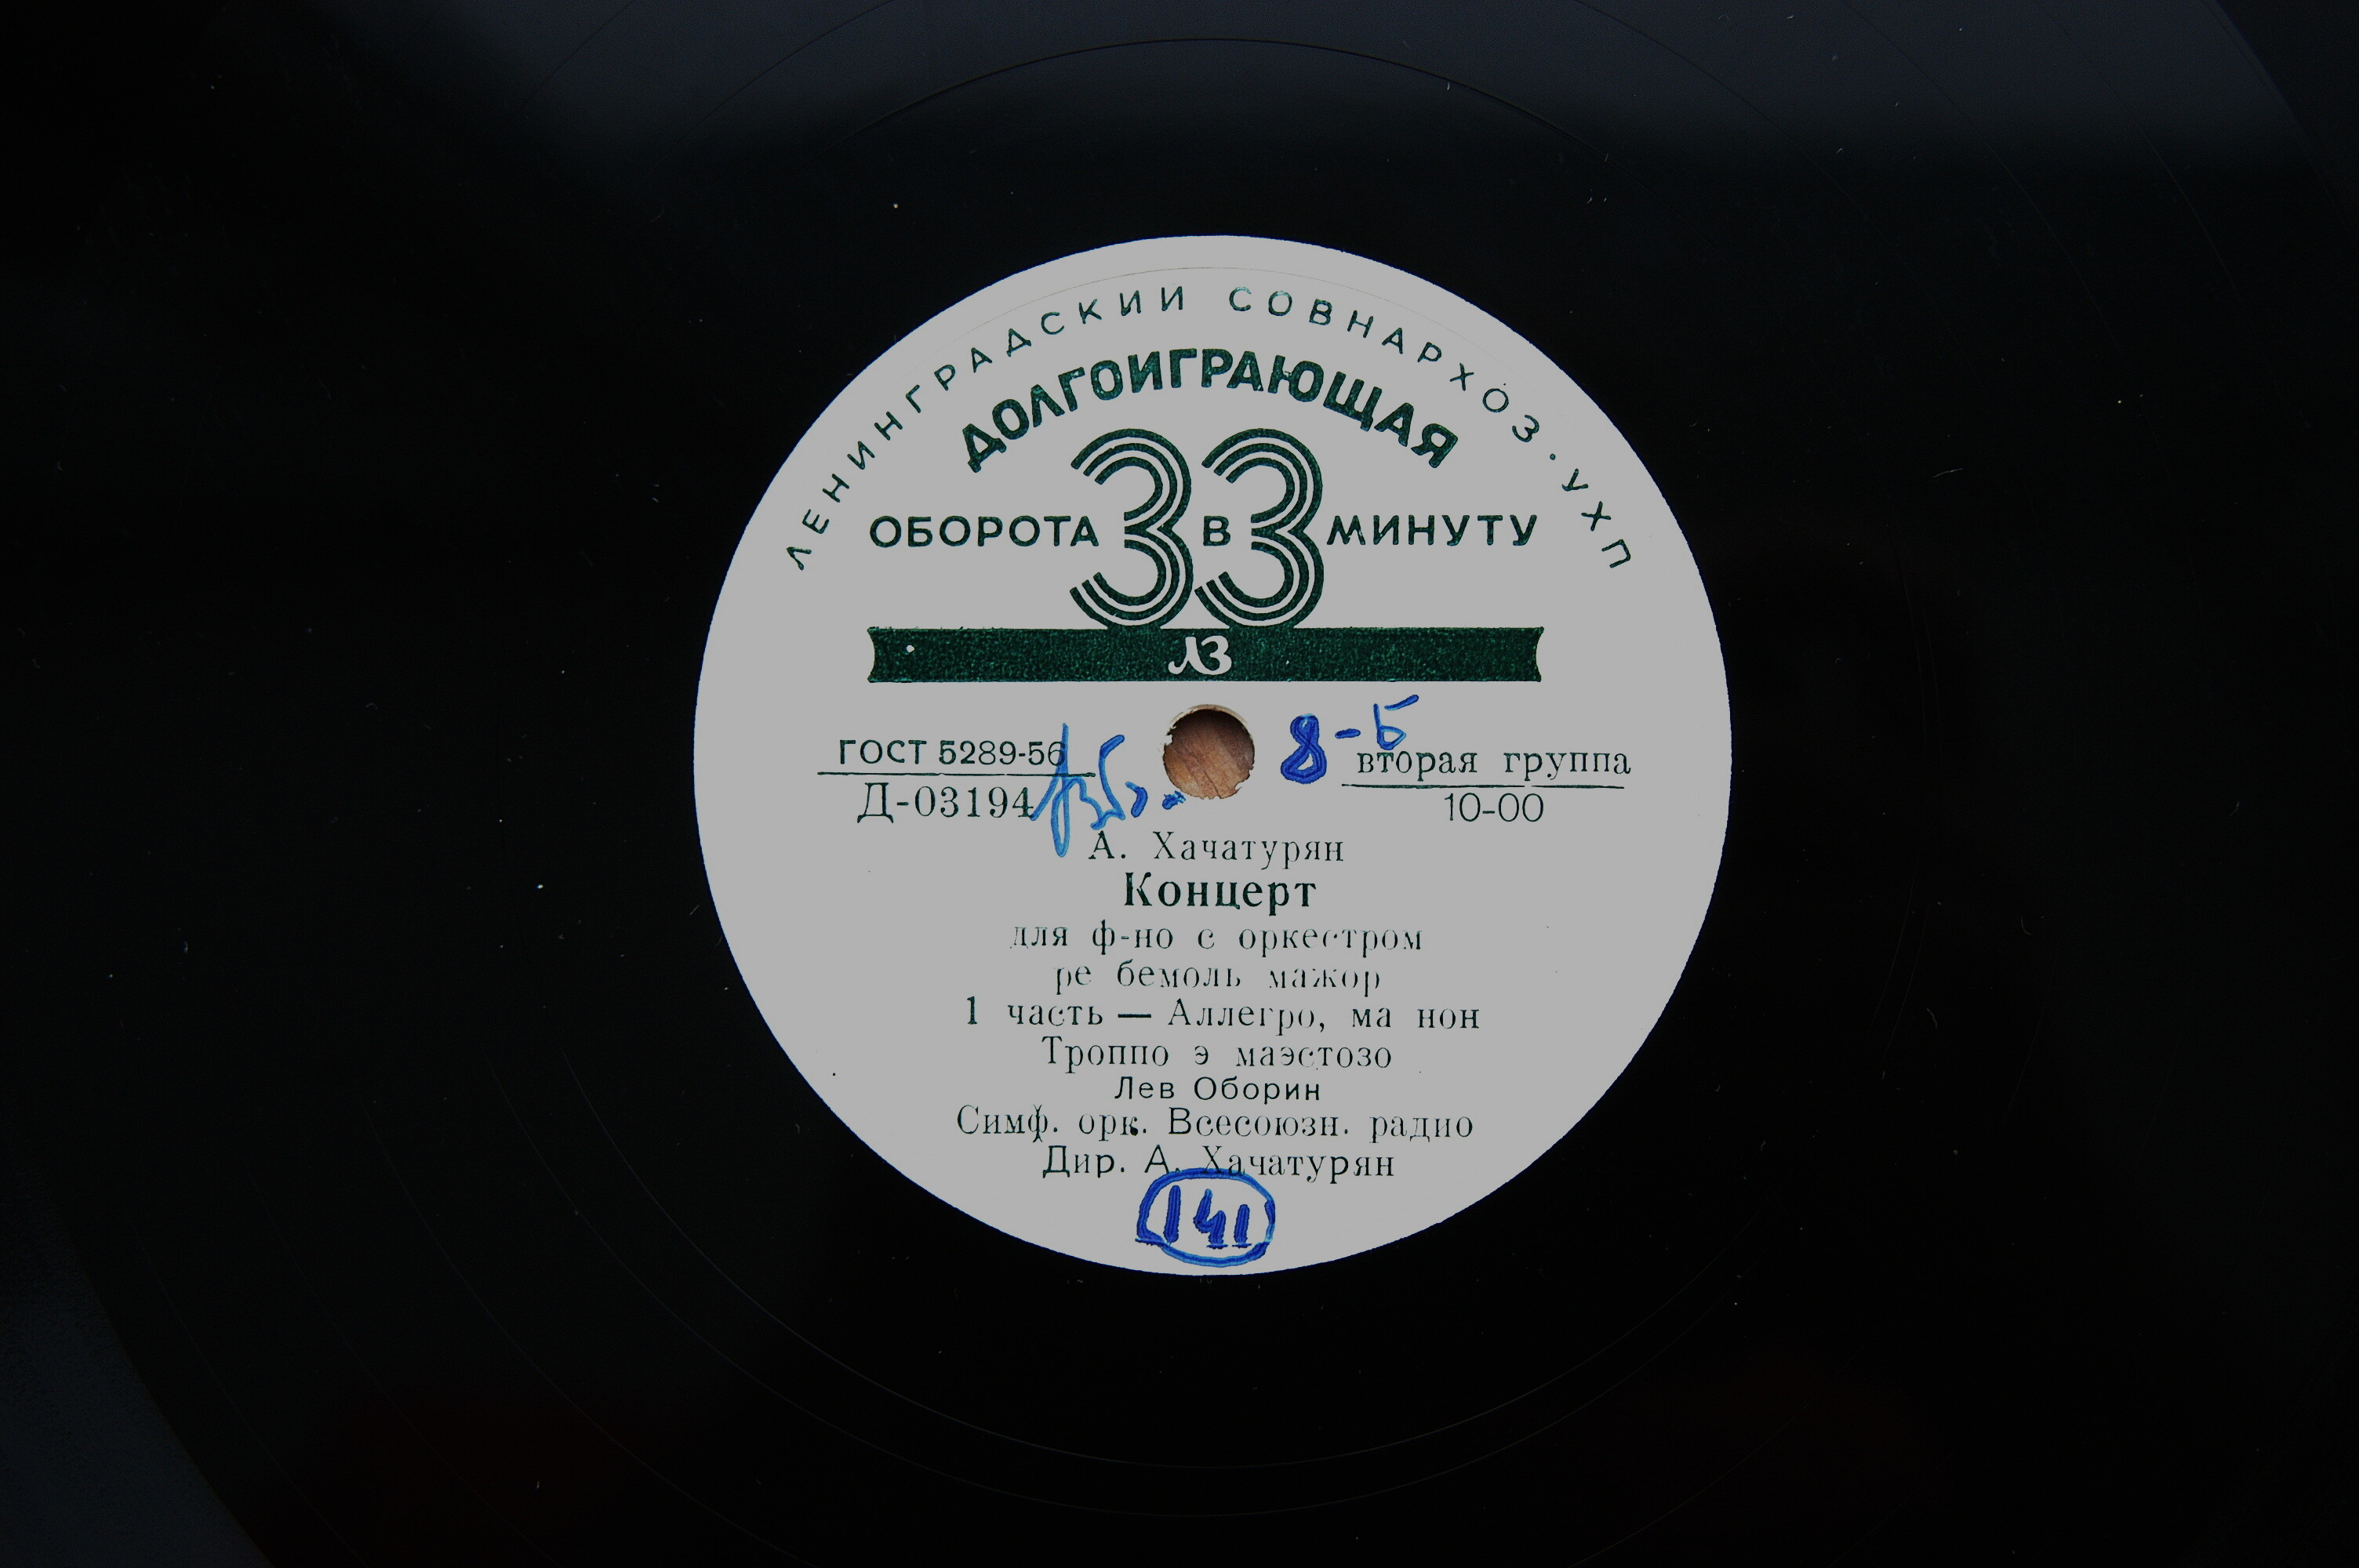 ЛЕНИНГРАДСКИЙ СОВНАРХОЗ·УХП
ДОЛГОИГРАЮЩАЯ
33
ОБОРОТА В МИНУТУ
ЛЗ
8-Б
ГОСТ 5289-56
вторая группа
Д-03194
10-00
А. Хачатурян
Концерт
для ф-но с оркестром
ре бемоль мажор
1 часть — Аллегро, ма нон
Троппо э маэстозо
Лев Оборин
Симф. орк. Всесоюзн. радио
Дир. А. Хачатурян
141